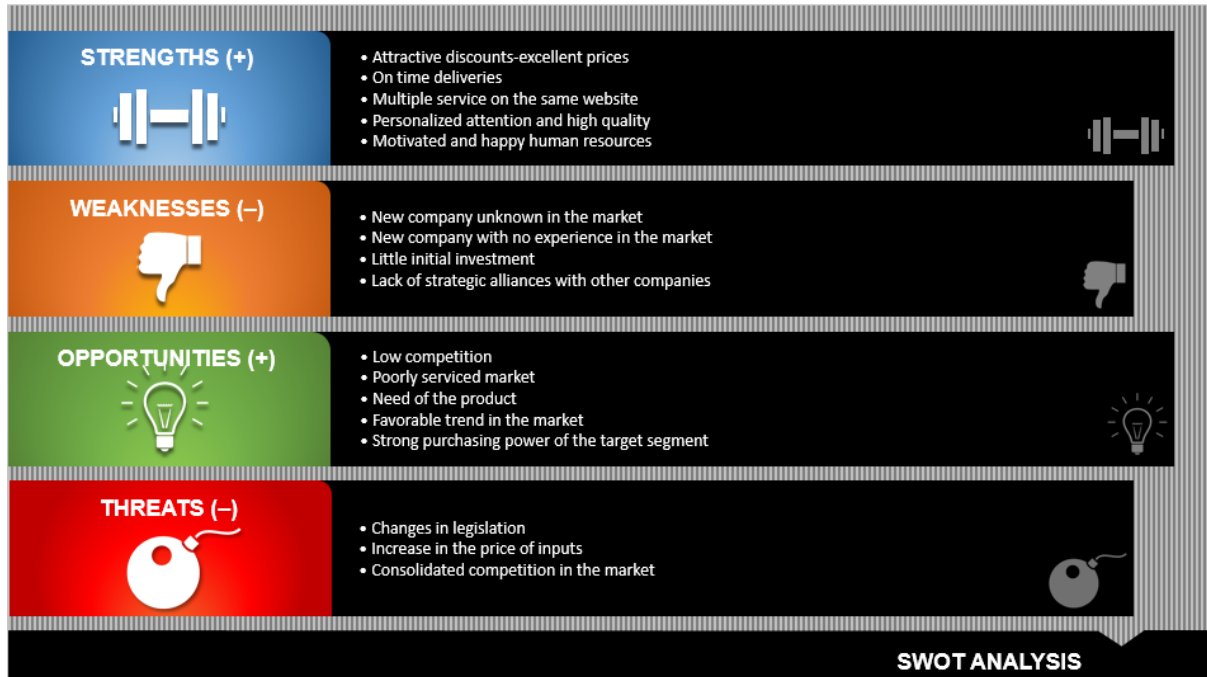 STRENGTHS (+)
• Attractive discounts-excellent prices
• On time deliveries
• Multiple service on the same website
• Personalized attention and high quality
• Motivated and happy human resources
WEAKNESSES (–)
• New company unknown in the market
• New company with no experience in the market
• Little initial investment
• Lack of strategic alliances with other companies
OPPORTUNITIES (+)
• Low competition
• Poorly serviced market
• Need of the product
• Favorable trend in the market
• Strong purchasing power of the target segment
THREATS (–)
• Changes in legislation
• Increase in the price of inputs
• Consolidated competition in the market
SWOT ANALYSIS